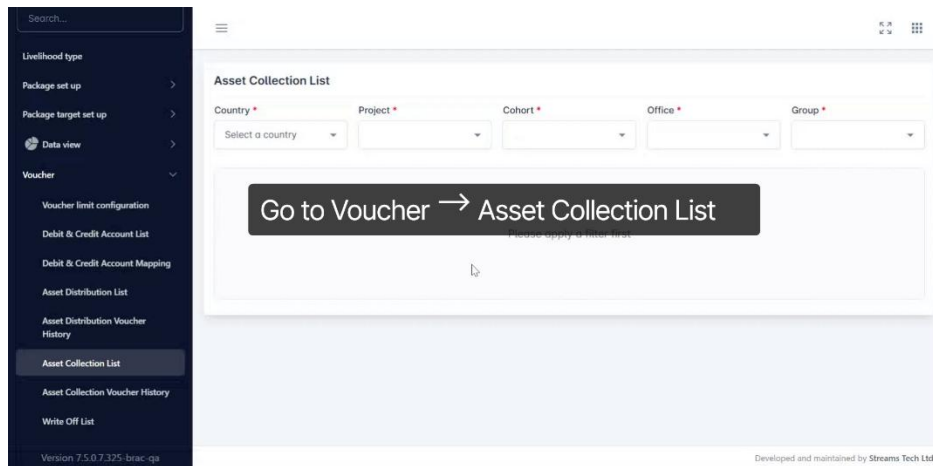 Search...
Livelihood type
Package set up
Package target set up
Data view
Voucher
Voucher limit configuration
Debit & Credit Account List
Debit & Credit Account Mapping
Asset Distribution List
Asset Distribution Voucher
History
Asset Collection List
Asset Collection Voucher History
Write Off List
Version 7.5.0.7.325-brac-qa
Asset Collection List
Country * Project * Cohort * Office * Group *
Select a country
Go to Voucher → Asset Collection List
Please apply a filter first
Developed and maintained by Streams Tech Ltd